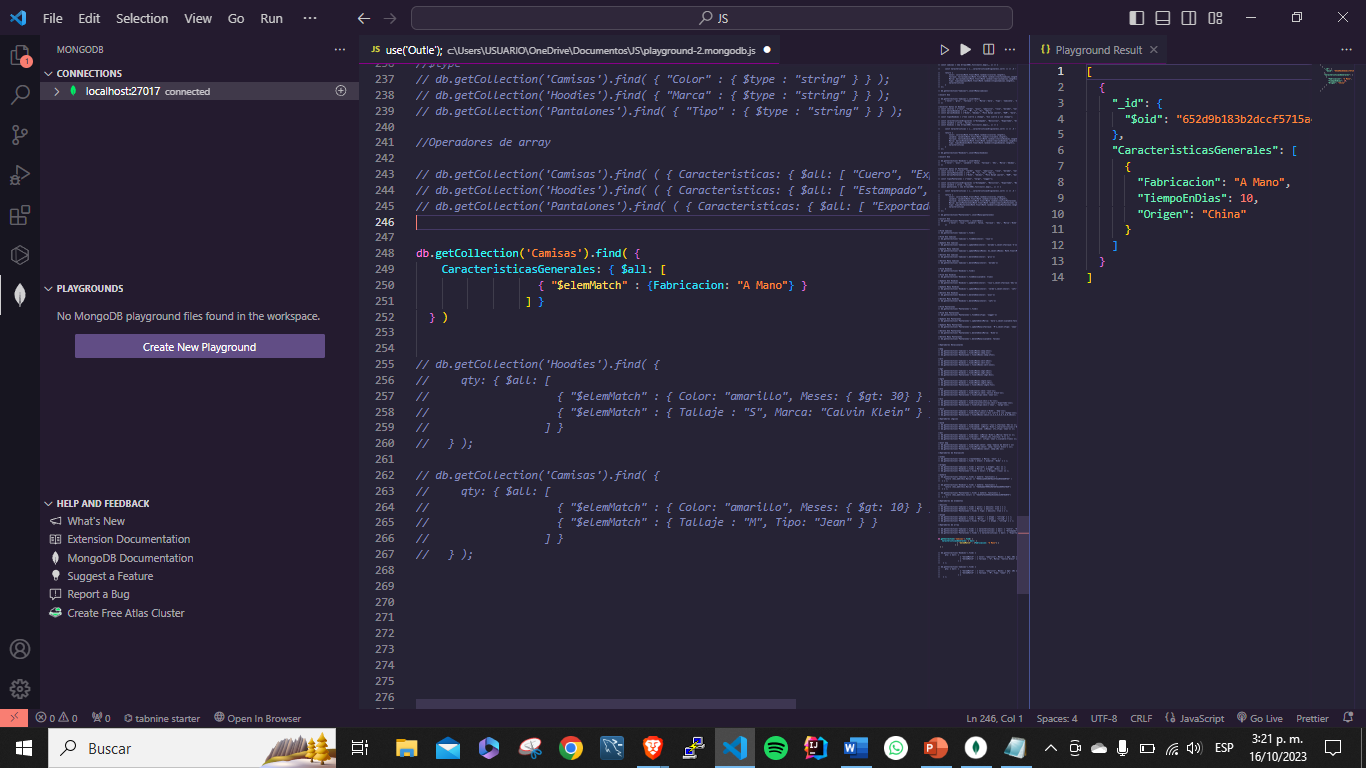 File Edit Selection View Go Run ···
JS
MONGODB
CONNECTIONS
localhost:27017 connected
PLAYGROUNDS
No MongoDB playground files found in the workspace.
Create New Playground
HELP AND FEEDBACK
What's New
Extension Documentation
MongoDB Documentation
Suggest a Feature
Report a Bug
Create Free Atlas Cluster
JS use('Outle'); c:\Users\USUARIO\OneDrive\Documentos\JS\playground-2.mongodb.js
236 //$type
237 // db.getCollection('Camisas').find( { "Color" : { $type : "string" } } );
238 // db.getCollection('Hoodies').find( { "Marca" : { $type : "string" } } );
239 // db.getCollection('Pantalones').find( { "Tipo" : { $type : "string" } } );
240
241 //Operadores de array
242
243 // db.getCollection('Camisas').find( ( { Caracteristicas: { $all: [ "Cuero", "Ex
244 // db.getCollection('Hoodies').find( ( { Caracteristicas: { $all: [ "Estampado",
245 // db.getCollection('Pantalones').find( ( { Caracteristicas: { $all: [ "Exportad
246
247
248 db.getCollection('Camisas').find( {
249 CaracteristicasGenerales: { $all: [
250 { "$elemMatch" : {Fabricacion: "A Mano"} }
251 ] }
252 } )
253
254
255 // db.getCollection('Hoodies').find( {
256 // qty: { $all: [
257 // { "$elemMatch" : { Color: "amarillo", Meses: { $gt: 30} }
258 // { "$elemMatch" : { Tallaje : "S", Marca: "Calvin Klein" }
259 // ] }
260 // } );
261
262 // db.getCollection('Camisas').find( {
263 // qty: { $all: [
264 // { "$elemMatch" : { Color: "amarillo", Meses: { $gt: 10} }
265 // { "$elemMatch" : { Tallaje : "M", Tipo: "Jean" } }
266 // ] }
267 // } );
268
269
270
271
272
273
274
275
276
Playground Result
1 [
2 {
3 "_id": {
4 "$oid": "652d9b183b2dccf5715a
5 },
6 "CaracteristicasGenerales": [
7 {
8 "Fabricacion": "A Mano",
9 "TiempoEnDias": 10,
10 "Origen": "China"
11 }
12 ]
13 }
14 ]
0 0 0 tabnine starter Open In Browser
Ln 246, Col 1 Spaces: 4 UTF-8 CRLF JavaScript Go Live Prettier
Buscar
ESP
3:21 p. m.
16/10/2023